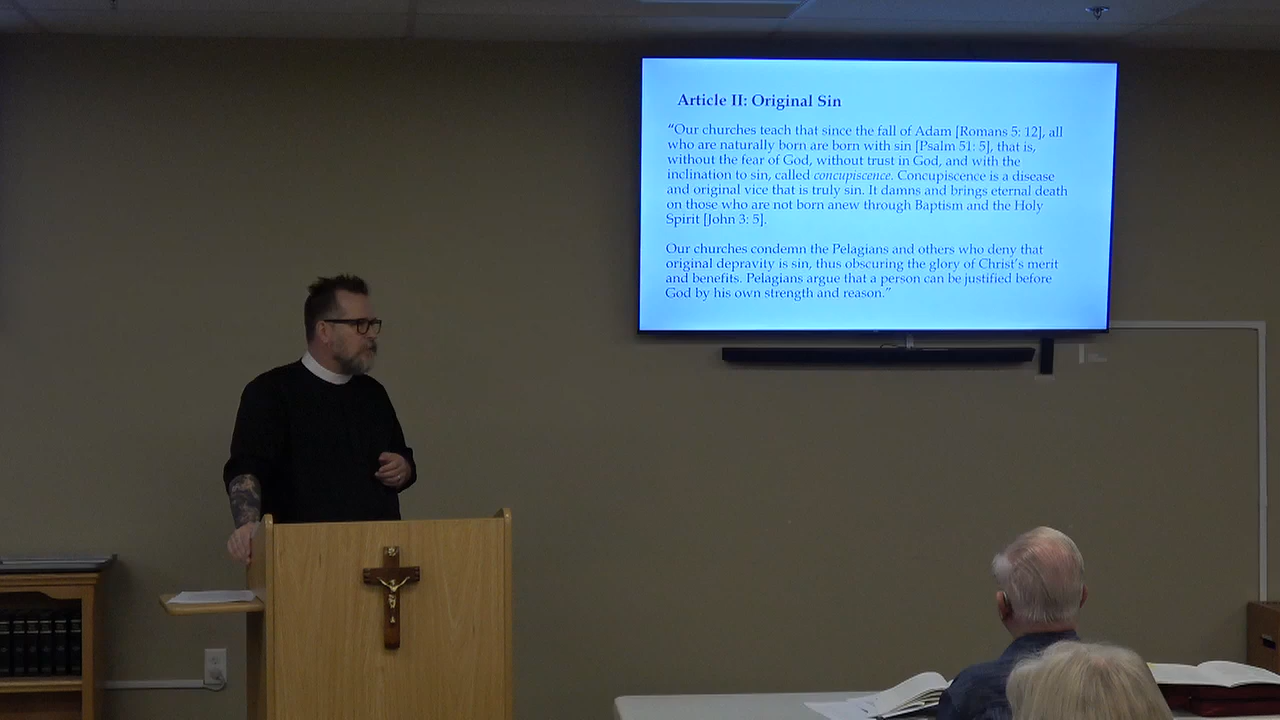 Article II: Original Sin
“Our churches teach that since the fall of Adam [Romans 5: 12], all
who are naturally born are born with sin [Psalm 51: 5], that is,
without the fear of God, without trust in God, and with the
inclination to sin, called concupiscence. Concupiscence is a disease
and original vice that is truly sin. It damns and brings eternal death
on those who are not born anew through Baptism and the Holy
Spirit [John 3: 5].
Our churches condemn the Pelagians and others who deny that
original depravity is sin, thus obscuring the glory of Christ’s merit
and benefits. Pelagians argue that a person can be justified before
God by his own strength and reason.”